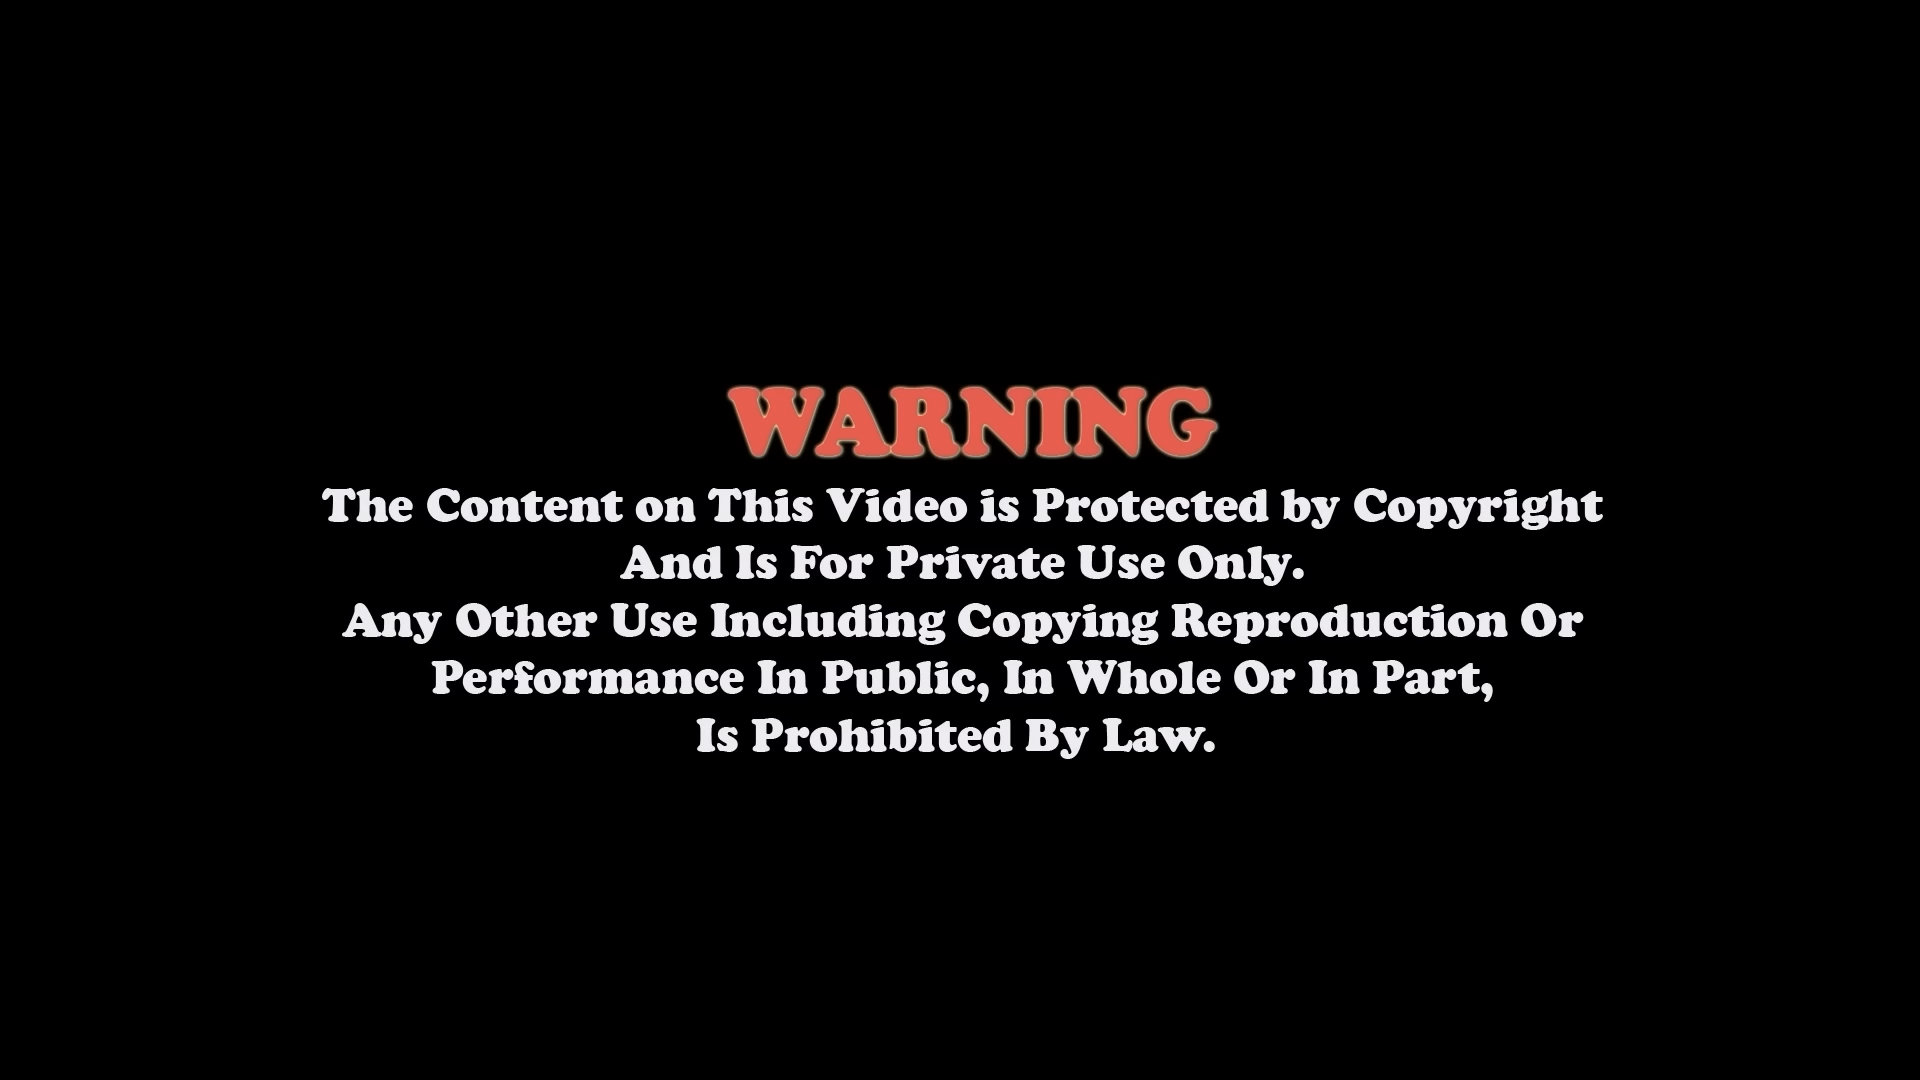 WARNING
The Content on This Video is Protected by Copyright
And Is For Private Use Only.
Any Other Use Including Copying Reproduction Or
Performance In Public, In Whole Or In Part,
Is Prohibited By Law.